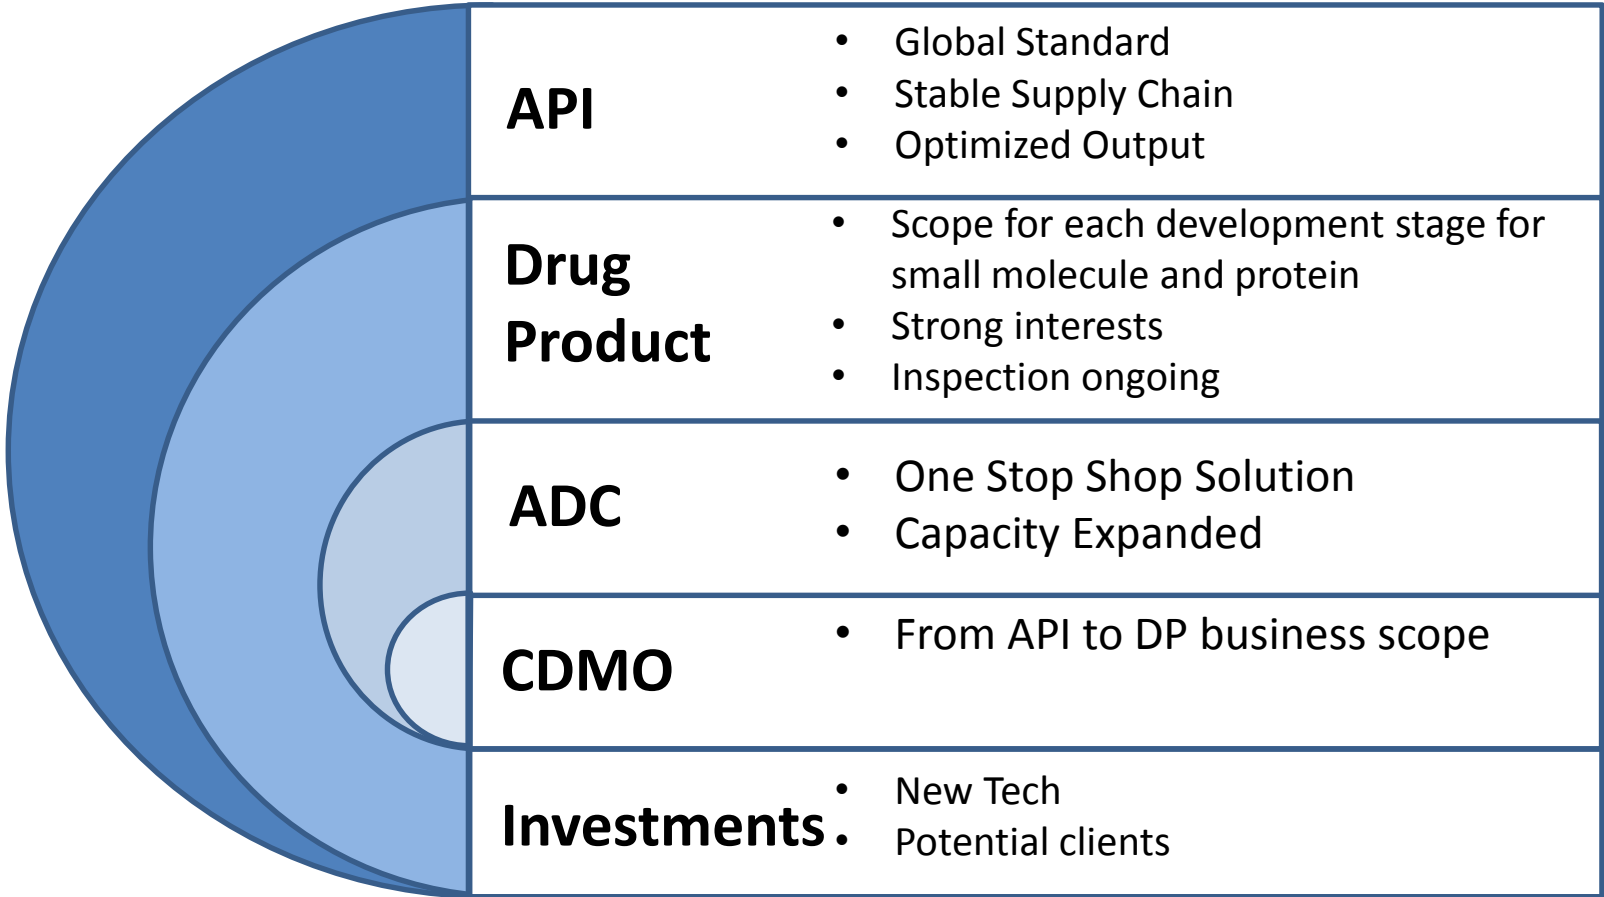 API
• Global Standard
• Stable Supply Chain
• Optimized Output
Drug
Product
• Scope for each development stage for
small molecule and protein
• Strong interests
• Inspection ongoing
ADC
• One Stop Shop Solution
• Capacity Expanded
CDMO
• From API to DP business scope
Investments
• New Tech
• Potential clients